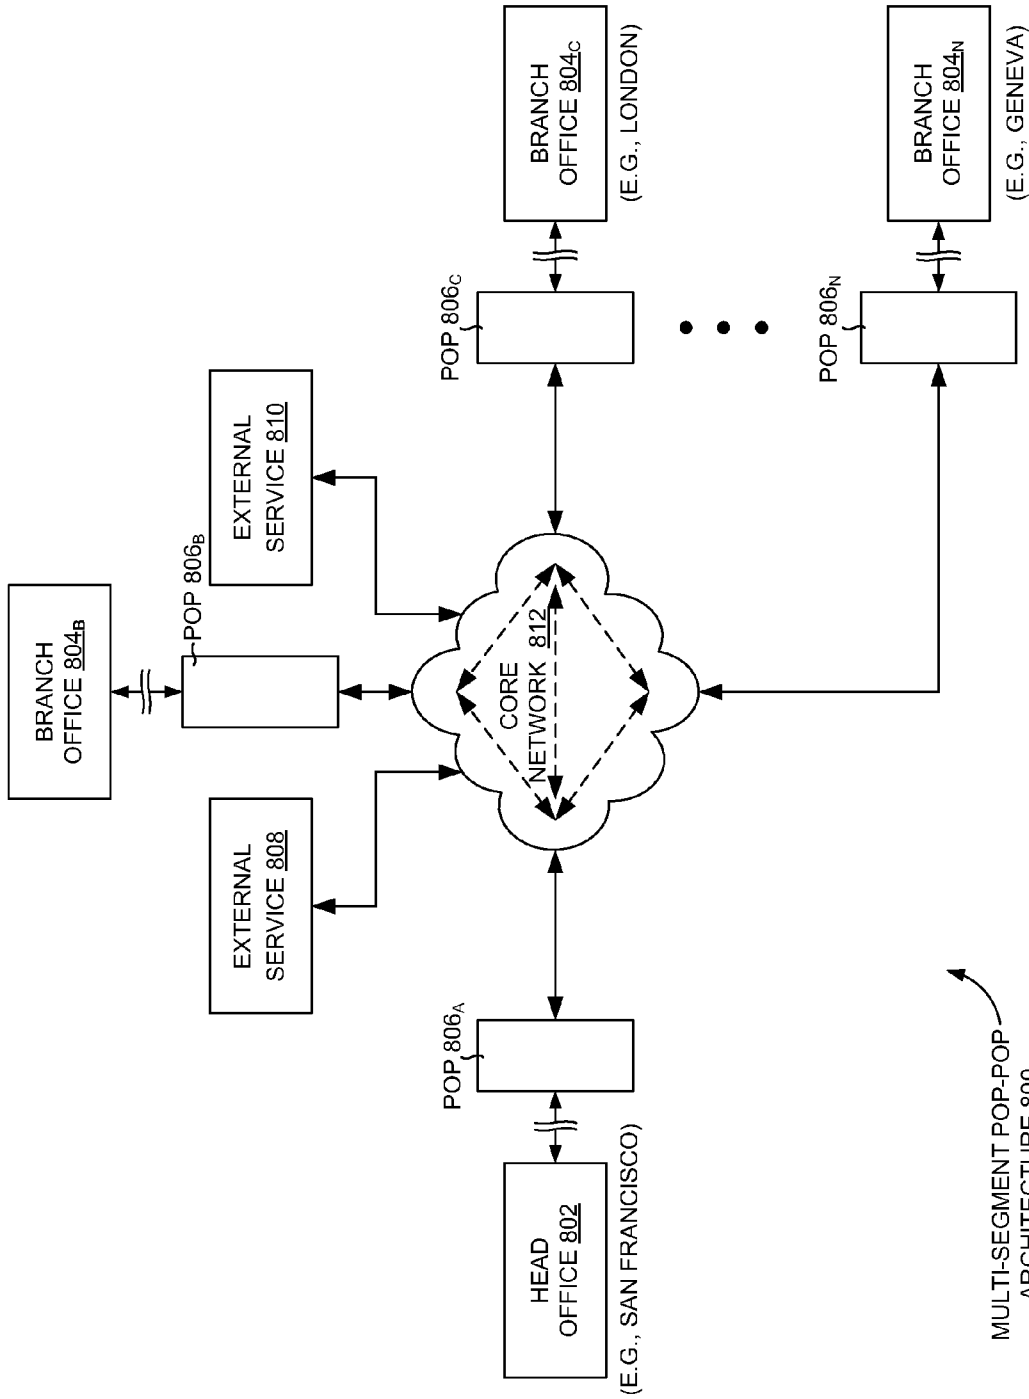 BRANCH
OFFICE 804B
POP 806B
EXTERNAL
SERVICE 808
EXTERNAL
SERVICE 810
HEAD
OFFICE 802
(E.G., SAN FRANCISCO)
POP 806A
CORE
NETWORK 812
POP 806C
BRANCH
OFFICE 804C
(E.G., LONDON)
POP 806N
BRANCH
OFFICE 804N
(E.G., GENEVA)
MULTI-SEGMENT POP-POP
ARCHITECTURE 800